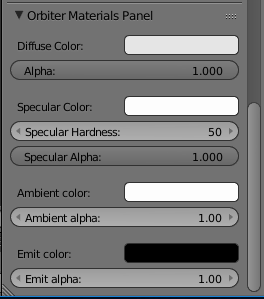 Orbiter Materials Panel
Diffuse Color:
Alpha: 1.000
Specular Color:
Specular Hardness: 50
Specular Alpha: 1.000
Ambient color:
Ambient alpha: 1.00
Emit color:
Emit alpha: 1.00